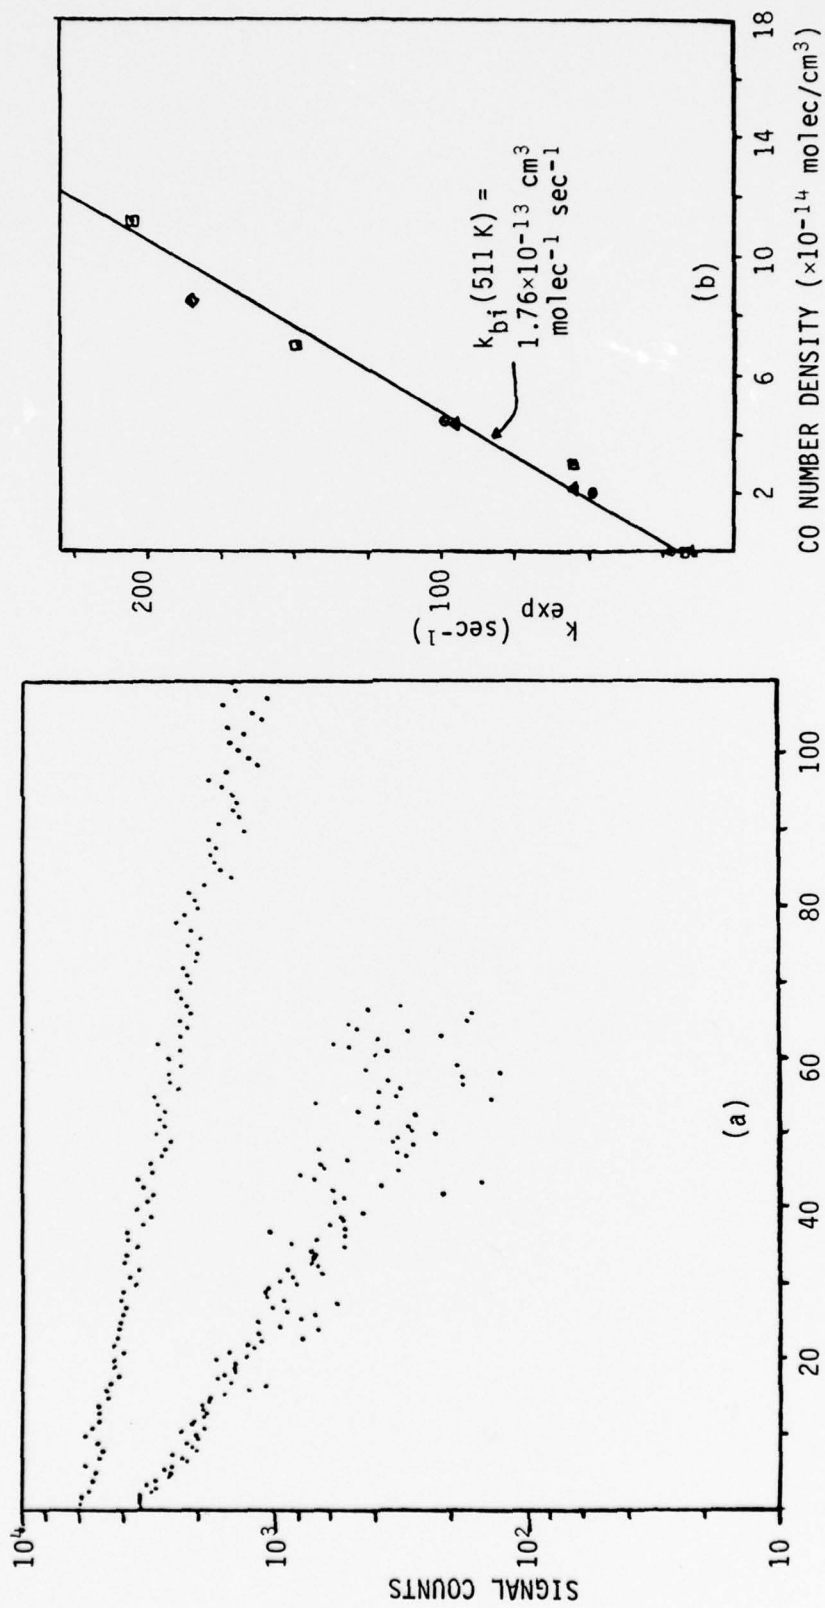 10⁴
10³
10²
10
SIGNAL COUNTS
20
40
60
80
100
(a)
200
100
k_exp (sec⁻¹)
k_bi(511 K) =
1.76×10⁻¹³ cm³
molec⁻¹ sec⁻¹
(b)
2
6
10
14
18
CO NUMBER DENSITY (×10⁻¹⁴ molec/cm³)